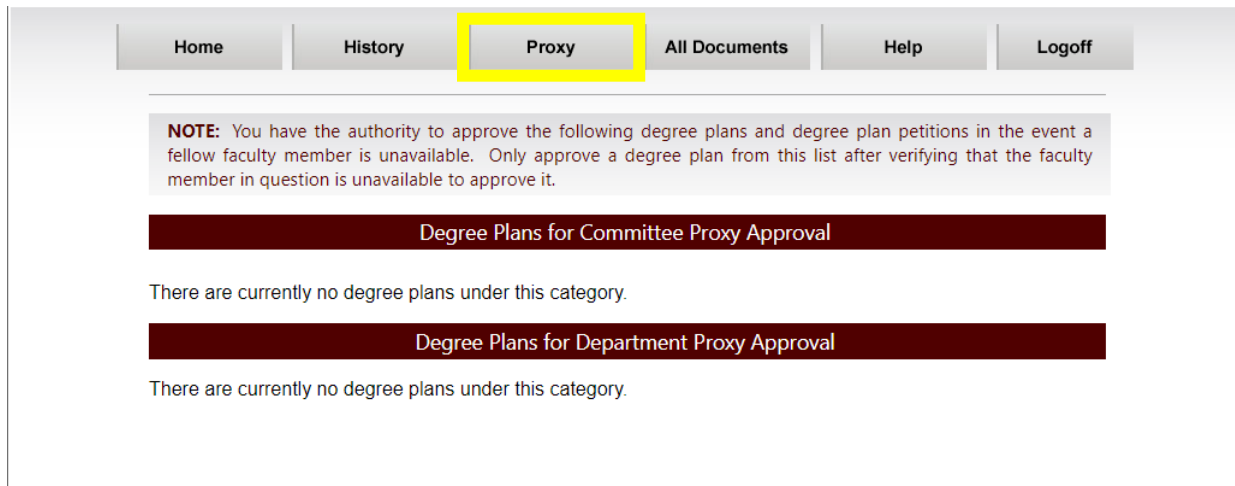 Home History Proxy All Documents Help Logoff
NOTE: You have the authority to approve the following degree plans and degree plan petitions in the event a
fellow faculty member is unavailable. Only approve a degree plan from this list after verifying that the faculty
member in question is unavailable to approve it.
Degree Plans for Committee Proxy Approval
There are currently no degree plans under this category.
Degree Plans for Department Proxy Approval
There are currently no degree plans under this category.